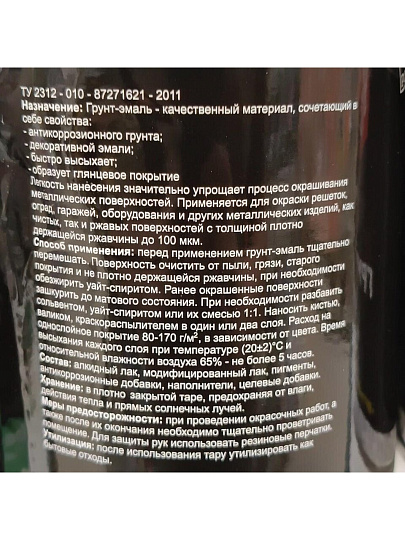 ТУ 2312 - 010 - 87271621 - 2011
Назначение: Грунт-эмаль - качественный материал, сочетающий в
себе свойства:
- антикоррозионного грунта;
- декоративной эмали;
- быстро высыхает;
- образует глянцевое покрытие
Легкость нанесения значительно упрощает процесс окрашивания
металлических поверхностей. Применяется для окраски решеток,
оград, гаражей, оборудования и других металлических изделий, как
чистых, так и ржавых поверхностей с толщиной плотно
держащейся ржавчины до 100 мкм.
Способ применения: перед применением грунт-эмаль тщательно
перемешать. Поверхность очистить от пыли, грязи, старого
покрытия и не плотно держащейся ржавчины, при необходимости
обезжирить уайт-спиритом. Ранее окрашенные поверхности
зашкурить до матового состояния. При необходимости разбавить
сольвентом, уайт-спиритом или их смесью 1:1. Наносить кистью,
валиком, краскораспылителем в один или два слоя. Расход на
однослойное покрытие 80-170 г/м², в зависимости от цвета. Время
высыхания каждого слоя при температуре (20±2)°С и
относительной влажности воздуха 65% - не более 5 часов.
Состав: алкидный лак, модифицированный лак, пигменты,
антикоррозионные добавки, наполнители, целевые добавки.
Хранение: в плотно закрытой таре, предохраняя от влаги,
действия тепла и прямых солнечных лучей.
Меры предосторожности: при проведении окрасочных работ, а
также после их окончания необходимо тщательно проветривать
помещение. Для защиты рук использовать резиновые перчатки.
Утилизация: после использования тару утилизировать как
бытовые отходы.